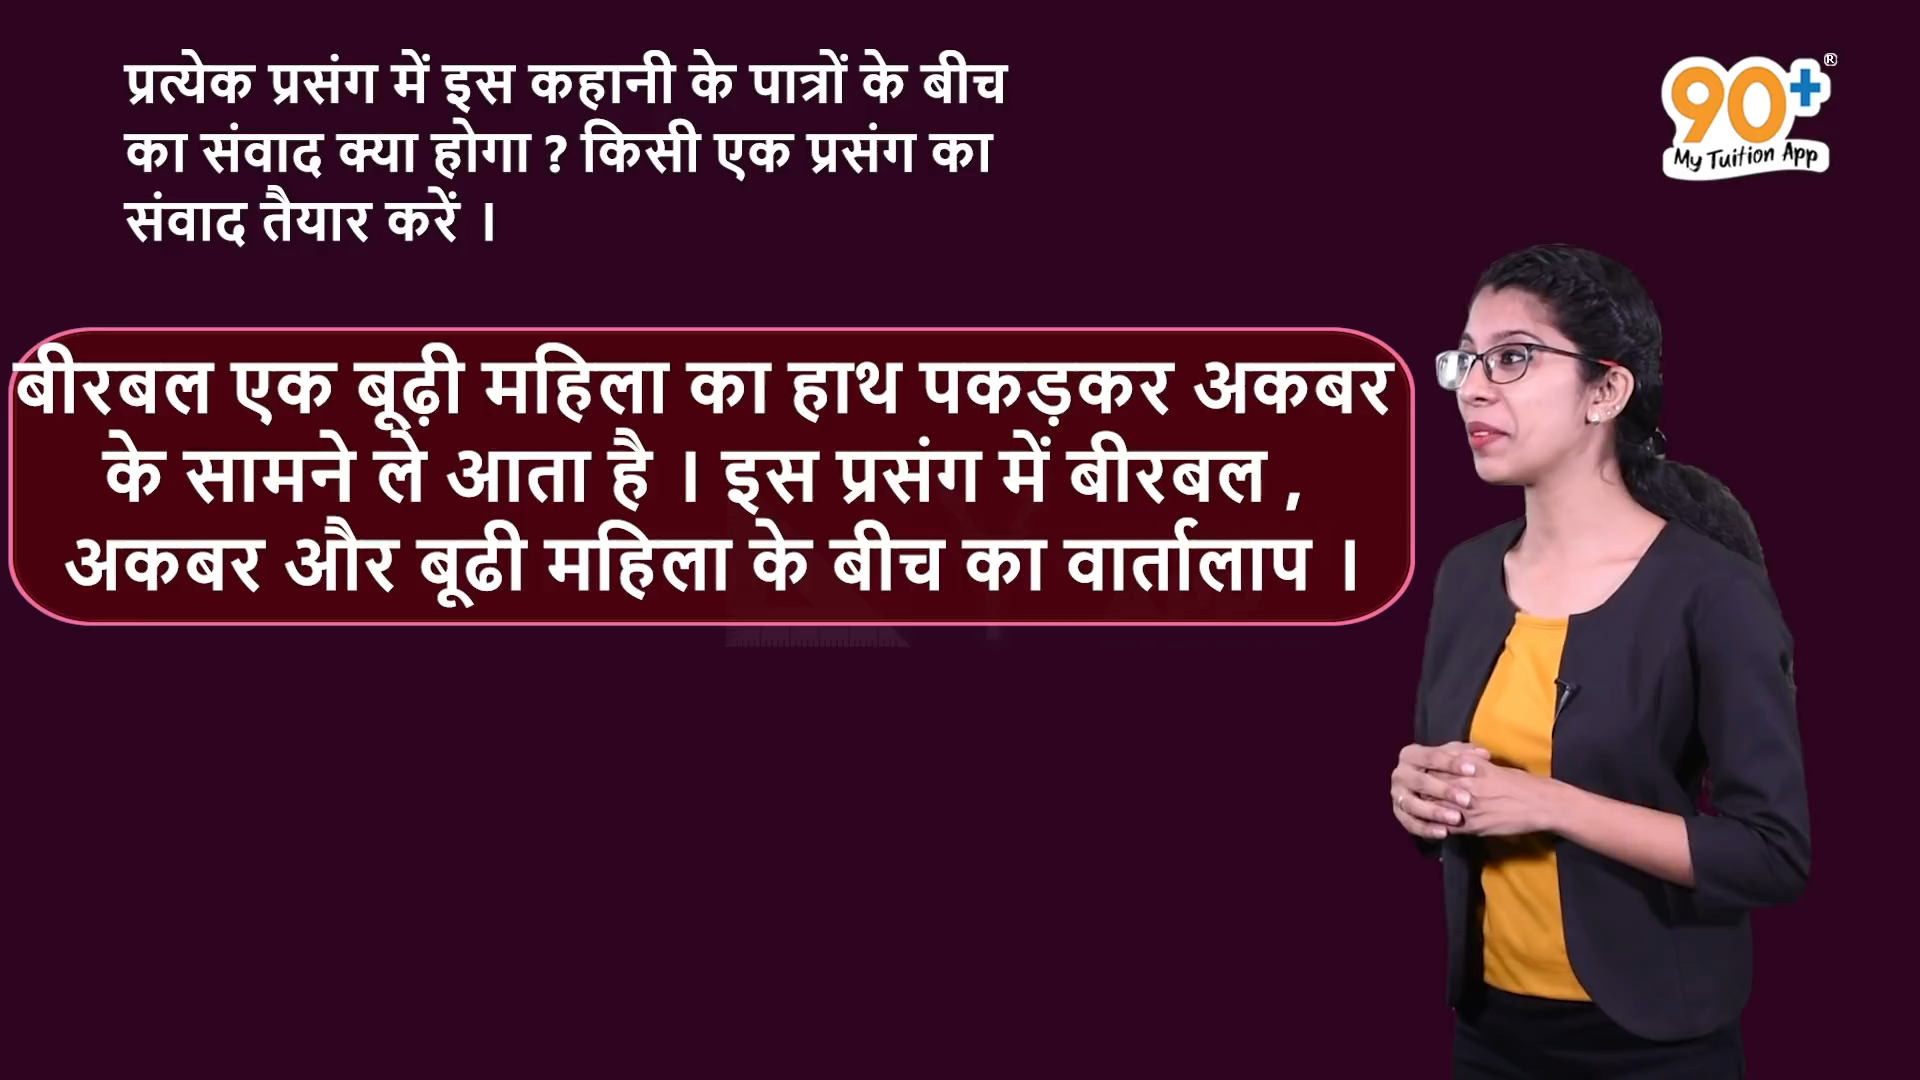 प्रत्येक प्रसंग में इस कहानी के पात्रों के बीच
का संवाद क्या होगा ? किसी एक प्रसंग का
संवाद तैयार करें ।
90+®
My Tuition App
बीरबल एक बूढ़ी महिला का हाथ पकड़कर अकबर
के सामने ले आता है । इस प्रसंग में बीरबल ,
अकबर और बूढी महिला के बीच का वार्तालाप ।